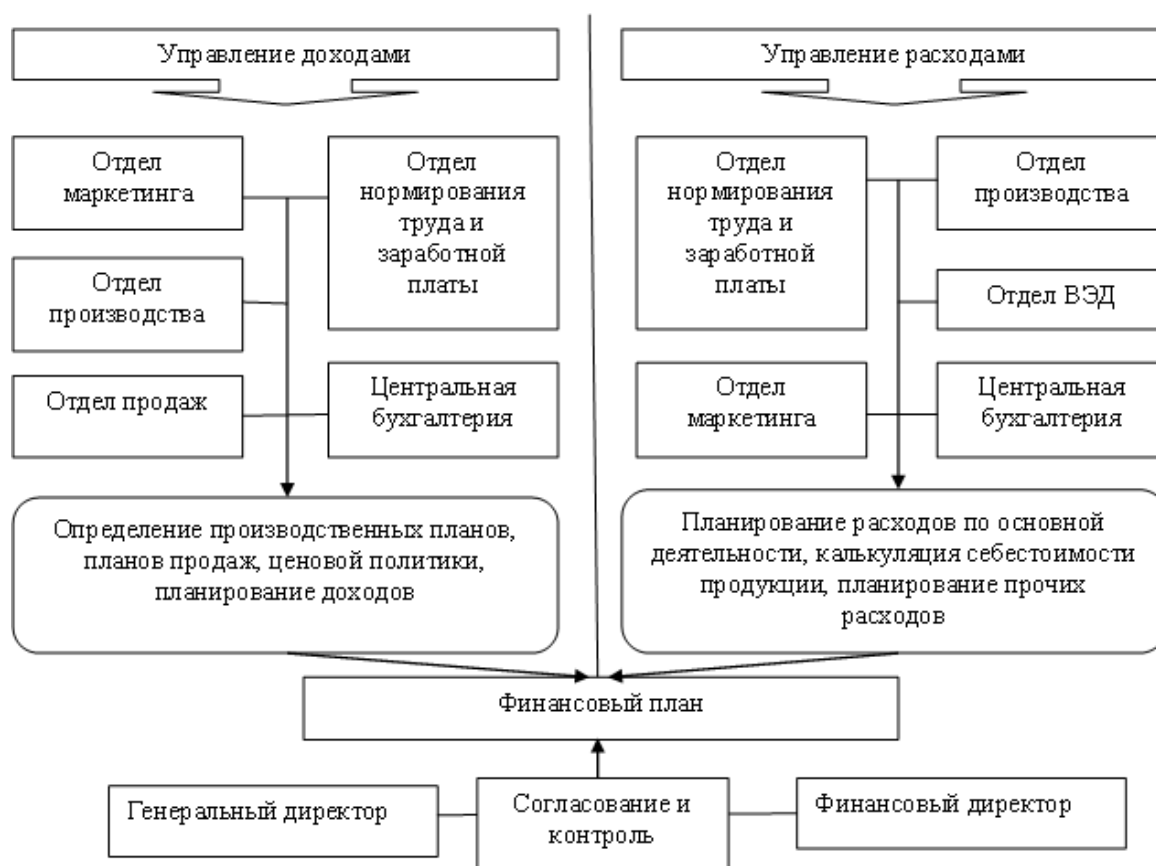 Управление доходами
Управление расходами
Отдел
маркетинга
Отдел
нормирования
труда и
заработной
платы
Отдел
производства
Отдел продаж
Центральная
бухгалтерия
Отдел
нормирования
труда и
заработной
платы
Отдел
производства
Отдел ВЭД
Отдел
маркетинга
Центральная
бухгалтерия
Определение производственных планов,
планов продаж, ценовой политики,
планирование доходов
Планирование расходов по основной
деятельности, калькуляция себестоимости
продукции, планирование прочих
расходов
Финансовый план
Генеральный директор
Согласование и
контроль
Финансовый директор